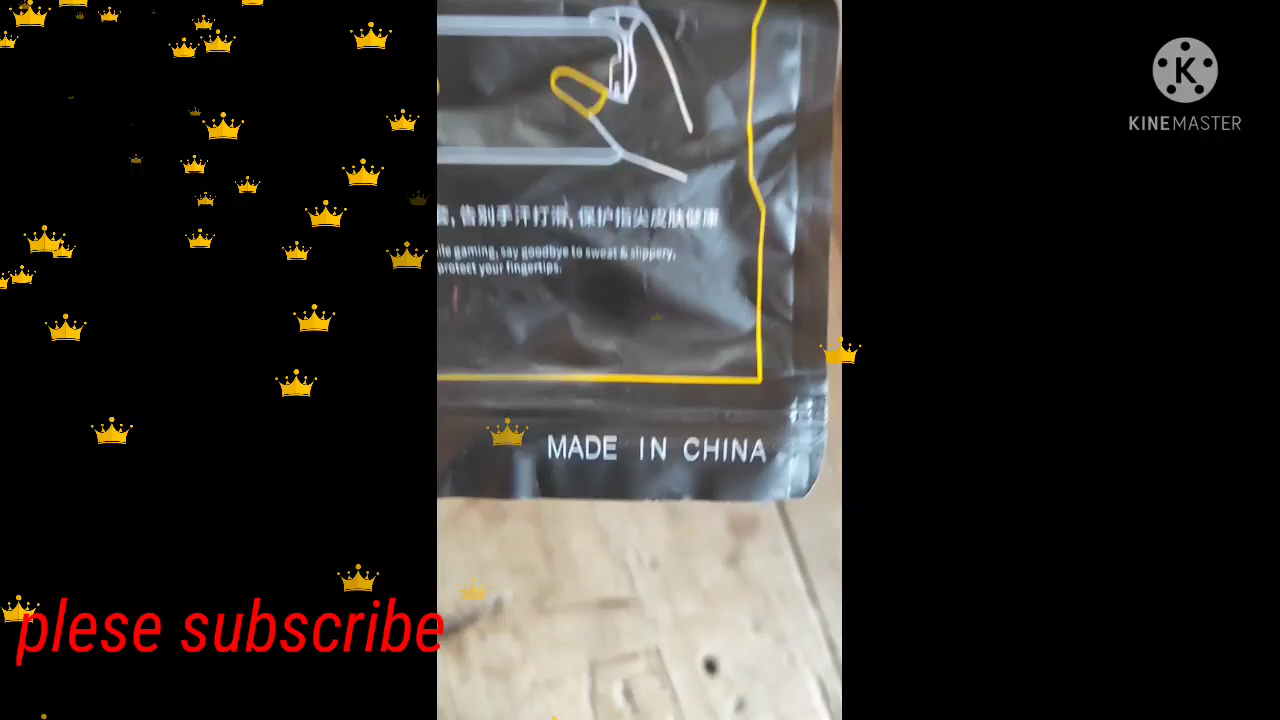 KINEMASTER
告别手汗打滑, 保护指尖皮肤健康
gaming, say goodbye to sweat & slippery,
protect your fingertips.
MADE IN CHINA
plese subscribe